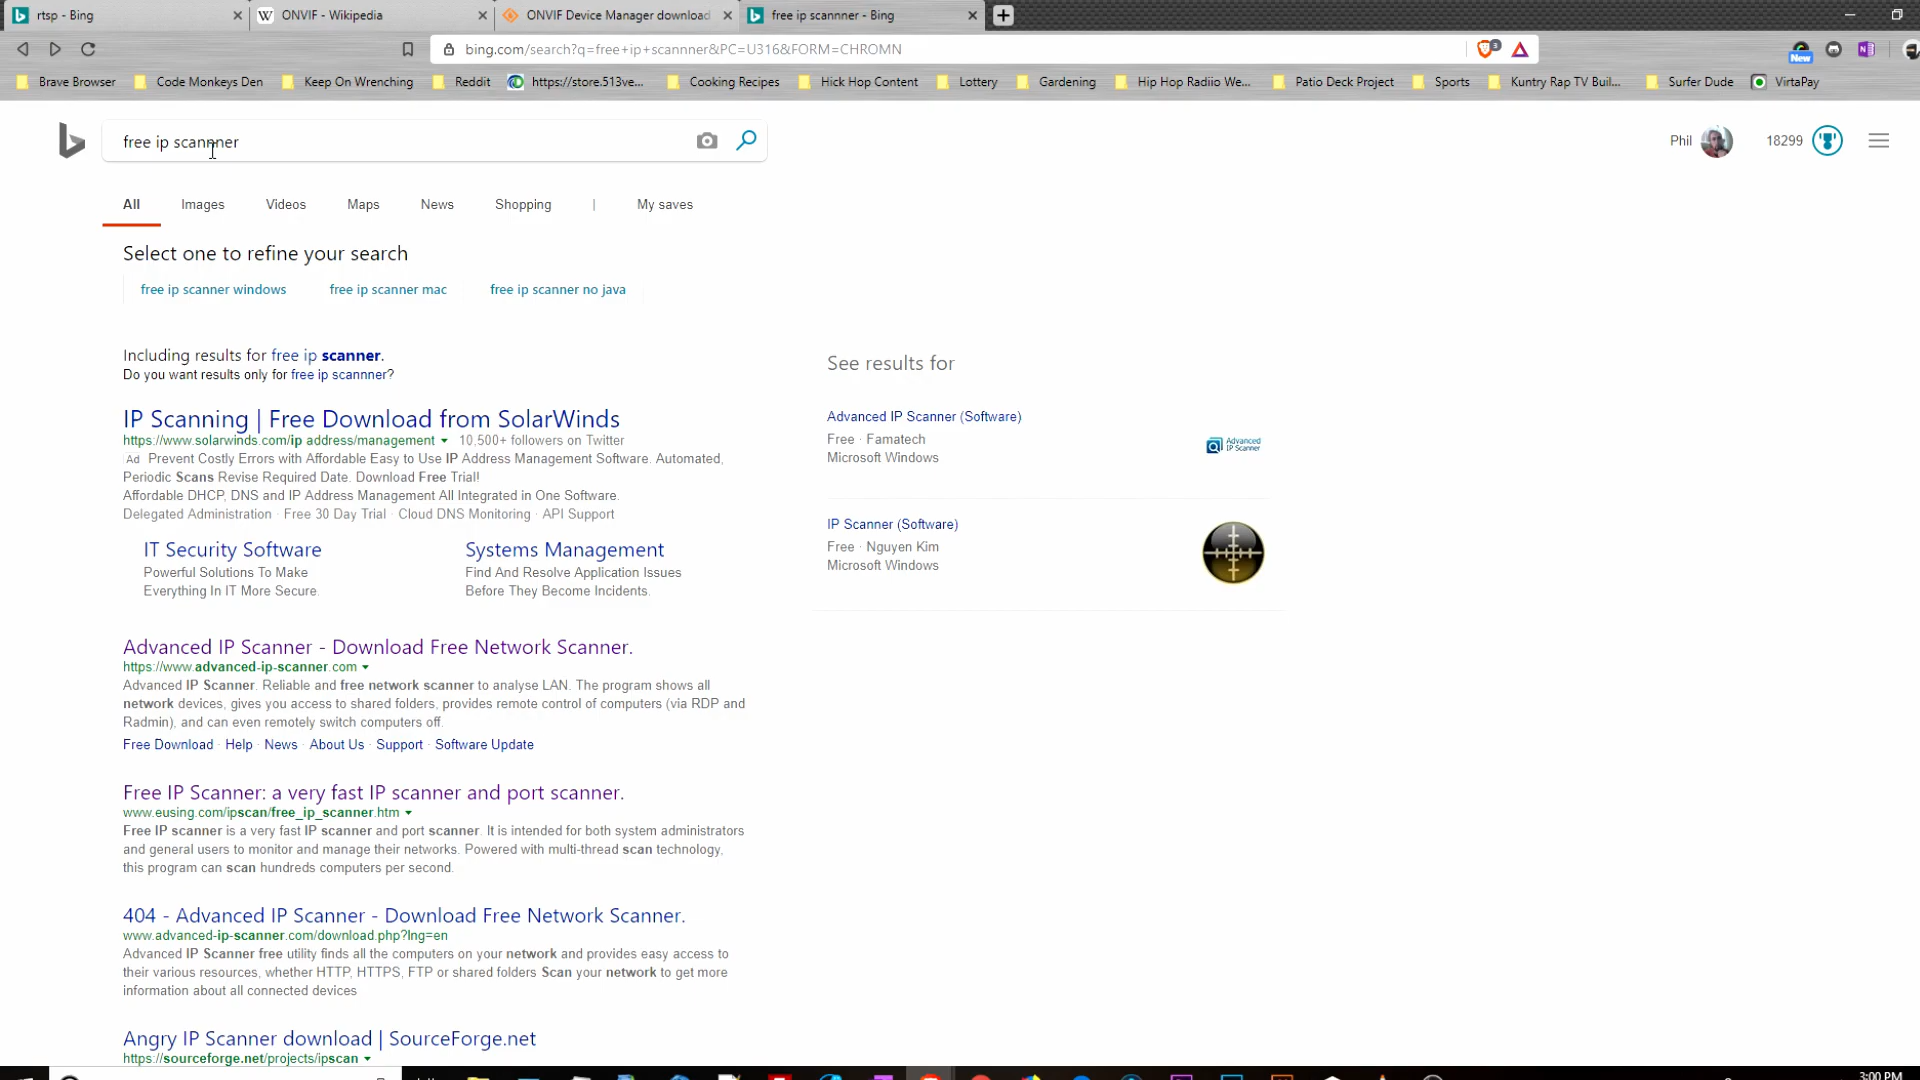 rtsp - Bing
ONVIF - Wikipedia
ONVIF Device Manager download
free ip scannner - Bing
bing.com/search?q=free+ip+scannner&PC=U316&FORM=CHROMN
3
New
Brave Browser
Code Monkeys Den
Keep On Wrenching
Reddit
https://store.513ve...
Cooking Recipes
Hick Hop Content
Lottery
Gardening
Hip Hop Radiio We...
Patio Deck Project
Sports
Kuntry Rap TV Buil...
Surfer Dude
VirtaPay
free ip scannner
Phil
18299
All
Images
Videos
Maps
News
Shopping
|
My saves
Select one to refine your search
free ip scanner windows
free ip scanner mac
free ip scanner no java
Including results for free ip scanner.
Do you want results only for free ip scannner?
IP Scanning | Free Download from SolarWinds
https://www.solarwinds.com/ip address/management 10,500+ followers on Twitter
Ad Prevent Costly Errors with Affordable Easy to Use IP Address Management Software. Automated,
Periodic Scans Revise Required Date. Download Free Trial!
Affordable DHCP, DNS and IP Address Management All Integrated in One Software.
Delegated Administration · Free 30 Day Trial · Cloud DNS Monitoring · API Support
IT Security Software
Powerful Solutions To Make
Everything In IT More Secure.
Systems Management
Find And Resolve Application Issues
Before They Become Incidents.
Advanced IP Scanner - Download Free Network Scanner.
https://www.advanced-ip-scanner.com
Advanced IP Scanner. Reliable and free network scanner to analyse LAN. The program shows all
network devices, gives you access to shared folders, provides remote control of computers (via RDP and
Radmin), and can even remotely switch computers off.
Free Download · Help · News · About Us · Support · Software Update
Free IP Scanner: a very fast IP scanner and port scanner.
www.eusing.com/ipscan/free_ip_scanner.htm
Free IP scanner is a very fast IP scanner and port scanner. It is intended for both system administrators
and general users to monitor and manage their networks. Powered with multi-thread scan technology,
this program can scan hundreds computers per second.
404 - Advanced IP Scanner - Download Free Network Scanner.
www.advanced-ip-scanner.com/download.php?lng=en
Advanced IP Scanner free utility finds all the computers on your network and provides easy access to
their various resources, whether HTTP, HTTPS, FTP or shared folders Scan your network to get more
information about all connected devices
Angry IP Scanner download | SourceForge.net
https://sourceforge.net/projects/ipscan
See results for
Advanced IP Scanner (Software)
Free · Famatech
Microsoft Windows
Advanced
IP Scanner
IP Scanner (Software)
Free · Nguyen Kim
Microsoft Windows
3:00 PM